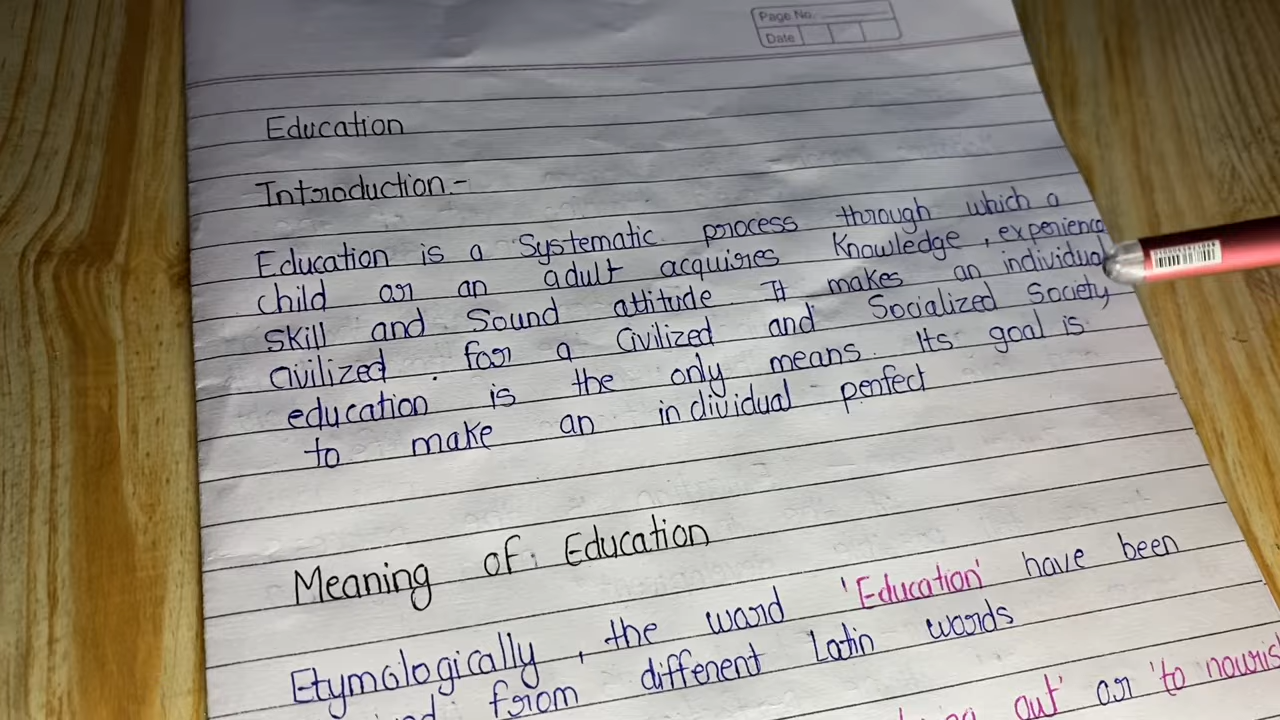 Page No.
Date
Education
Introduction.-
Education is a Systematic process through which a
child or an adult acquires Knowledge, experience
Skill and Sound attitude. It makes an individual
civilized. for a Civilized and Socialized Society
education is the only means. Its goal is
to make an individual perfect
Meaning of Education
Etymologically, the word 'Education' have been
from different Latin words
out' or 'to